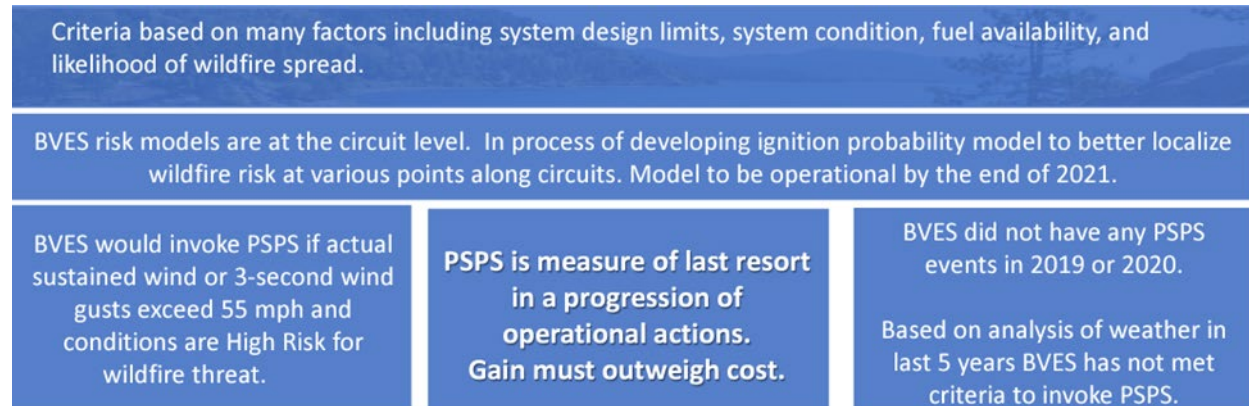 Criteria based on many factors including system design limits, system condition, fuel availability, and
likelihood of wildfire spread.
BVES risk models are at the circuit level. In process of developing ignition probability model to better localize
wildfire risk at various points along circuits. Model to be operational by the end of 2021.
BVES would invoke PSPS if actual
sustained wind or 3-second wind
gusts exceed 55 mph and
conditions are High Risk for
wildfire threat.
PSPS is measure of last resort
in a progression of
operational actions.
Gain must outweigh cost.
BVES did not have any PSPS
events in 2019 or 2020.
Based on analysis of weather in
last 5 years BVES has not met
criteria to invoke PSPS.